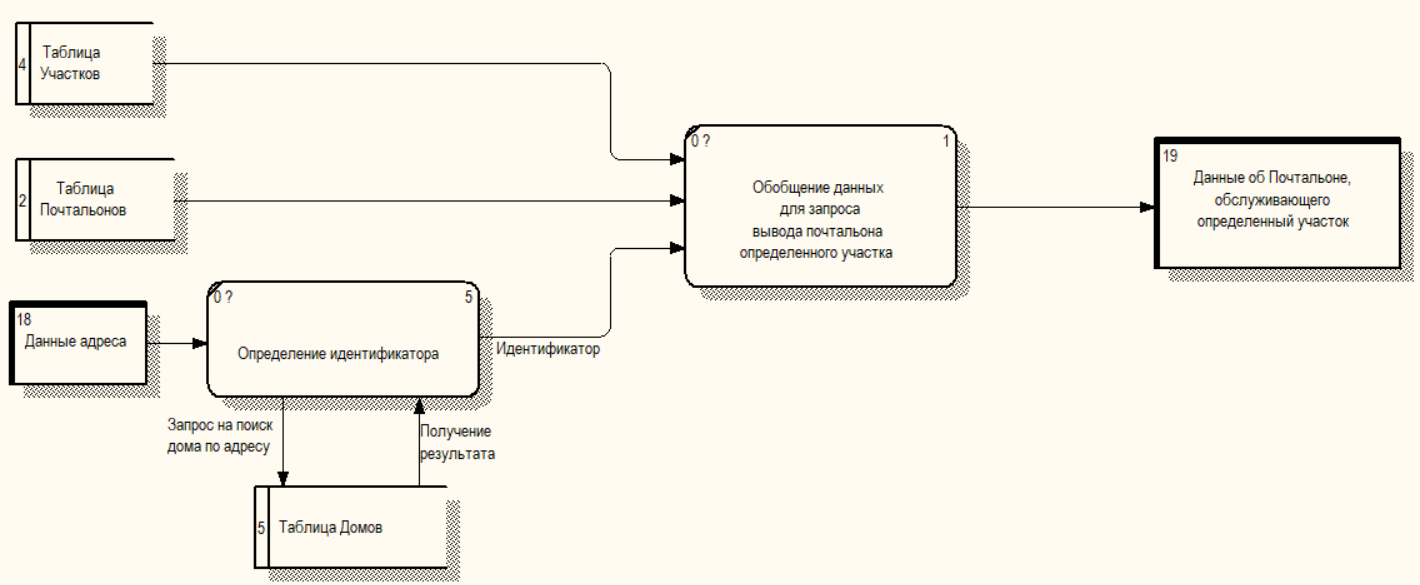 4
Таблица
Участков
2
Таблица
Почтальонов
18
Данные адреса
0 ?
5
Определение идентификатора
Идентификатор
Запрос на поиск
дома по адресу
Получение
результата
5
Таблица Домов
0 ?
1
Обобщение данных
для запроса
вывода почтальона
определенного участка
19
Данные об Почтальоне,
обслуживающего
определенный участок